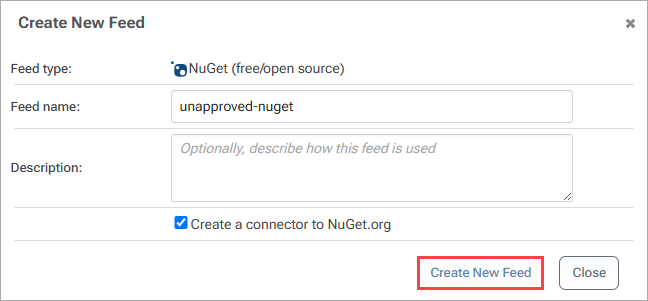 Create New Feed
Feed type: NuGet (free/open source)
Feed name: unapproved-nuget
Description: Optionally, describe how this feed is used
Create a connector to NuGet.org
Create New Feed Close